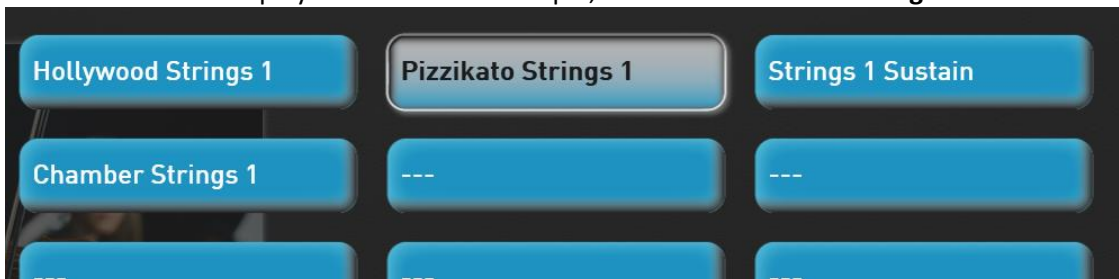 Hollywood Strings 1
Pizzikato Strings 1
Strings 1 Sustain
Chamber Strings 1
---
---
---
---
---